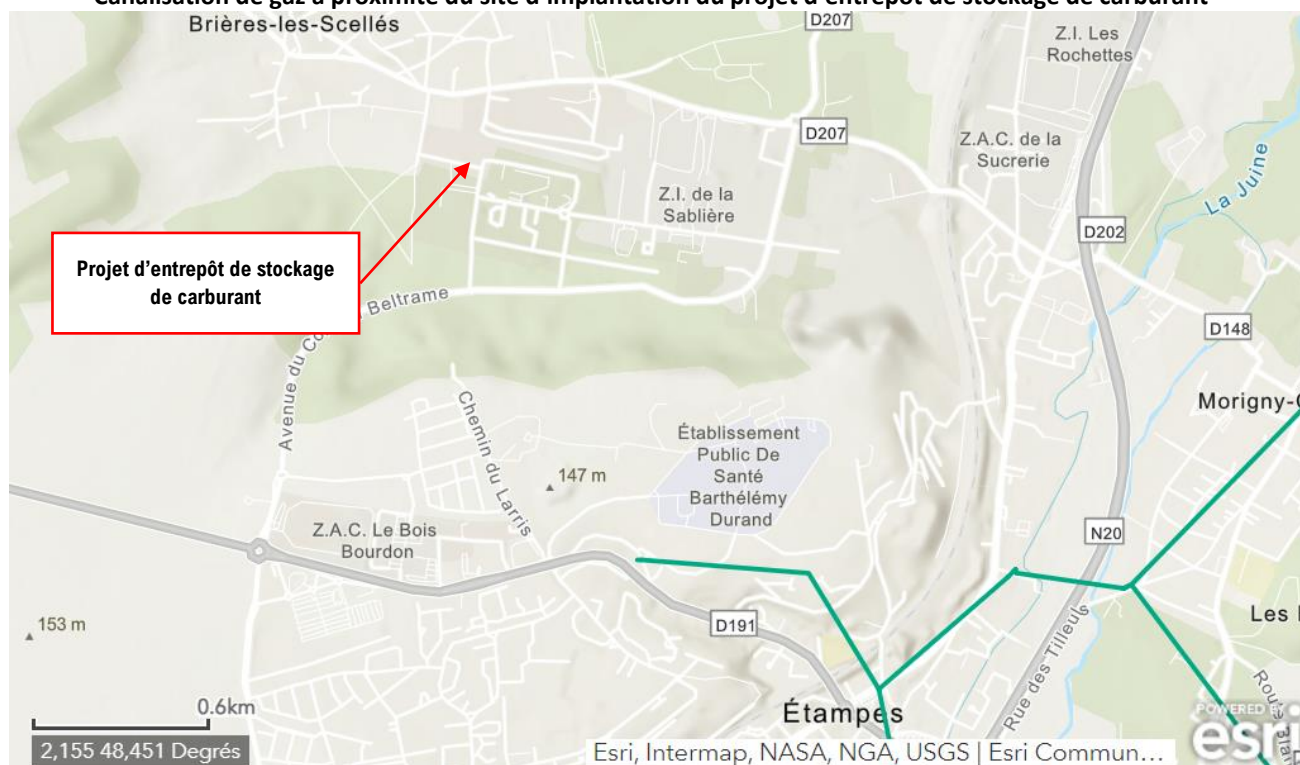 Canalisation de gaz à proximité du site d'implantation du projet d'entrepôt de stockage de carburant
Brières-les-Scellés
D207
Z.I. Les
Rochettes
D207
Z.A.C. de la
Sucrerie
La Juine
Z.I. de la
Sablière
D202
Projet d'entrepôt de stockage
de carburant
Beltrame
Avenue du Co
D148
Chemin du Larris
Morigny-C
Établissement
Public De
Santé
Barthélémy
Durand
147 m
Z.A.C. Le Bois
Bourdon
N20
D191
153 m
Les
Rue des Tilleuls
0.6km
Étampes
POWERED BY
esri
2,155 48,451 Degrés
Esri, Intermap, NASA, NGA, USGS | Esri Commun...